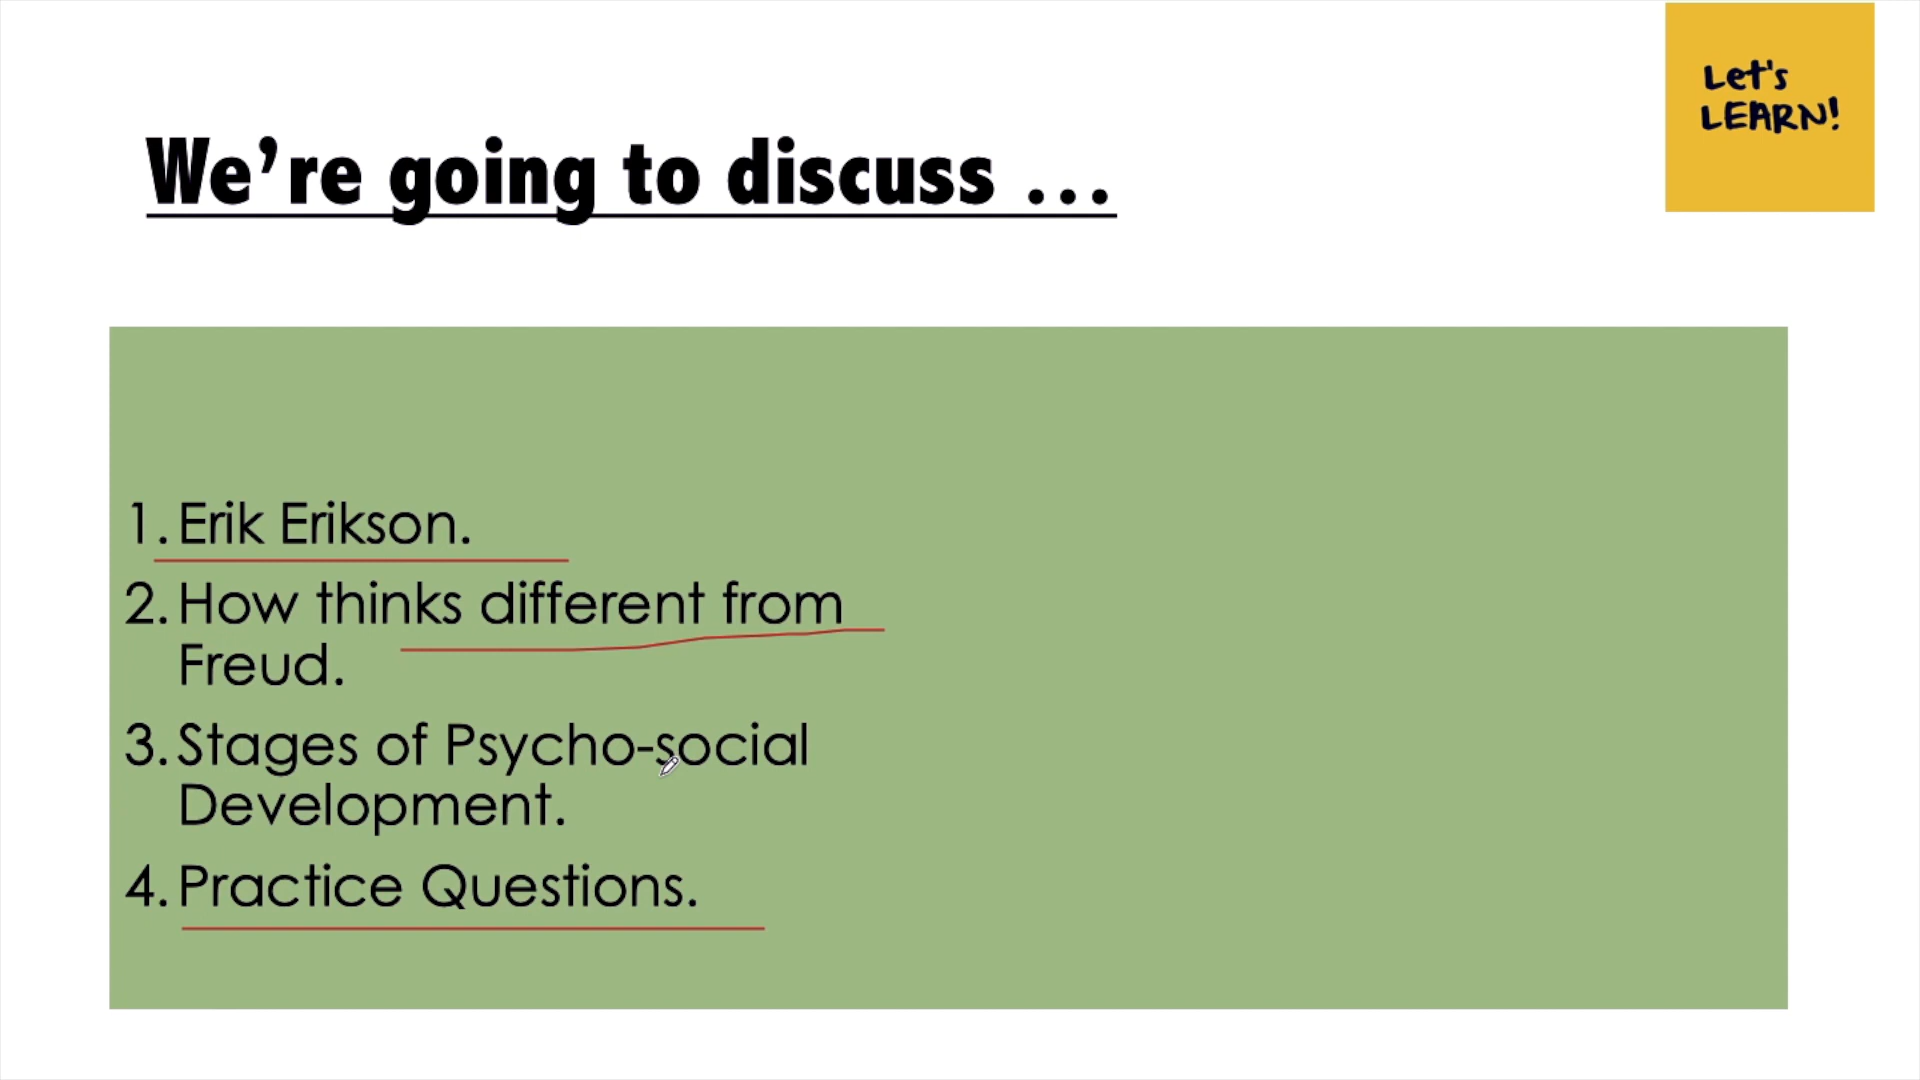 Let's
LEARN!
We’re going to discuss …
1. Erik Erikson.
2. How thinks different from
Freud.
3. Stages of Psycho-social
Development.
4. Practice Questions.